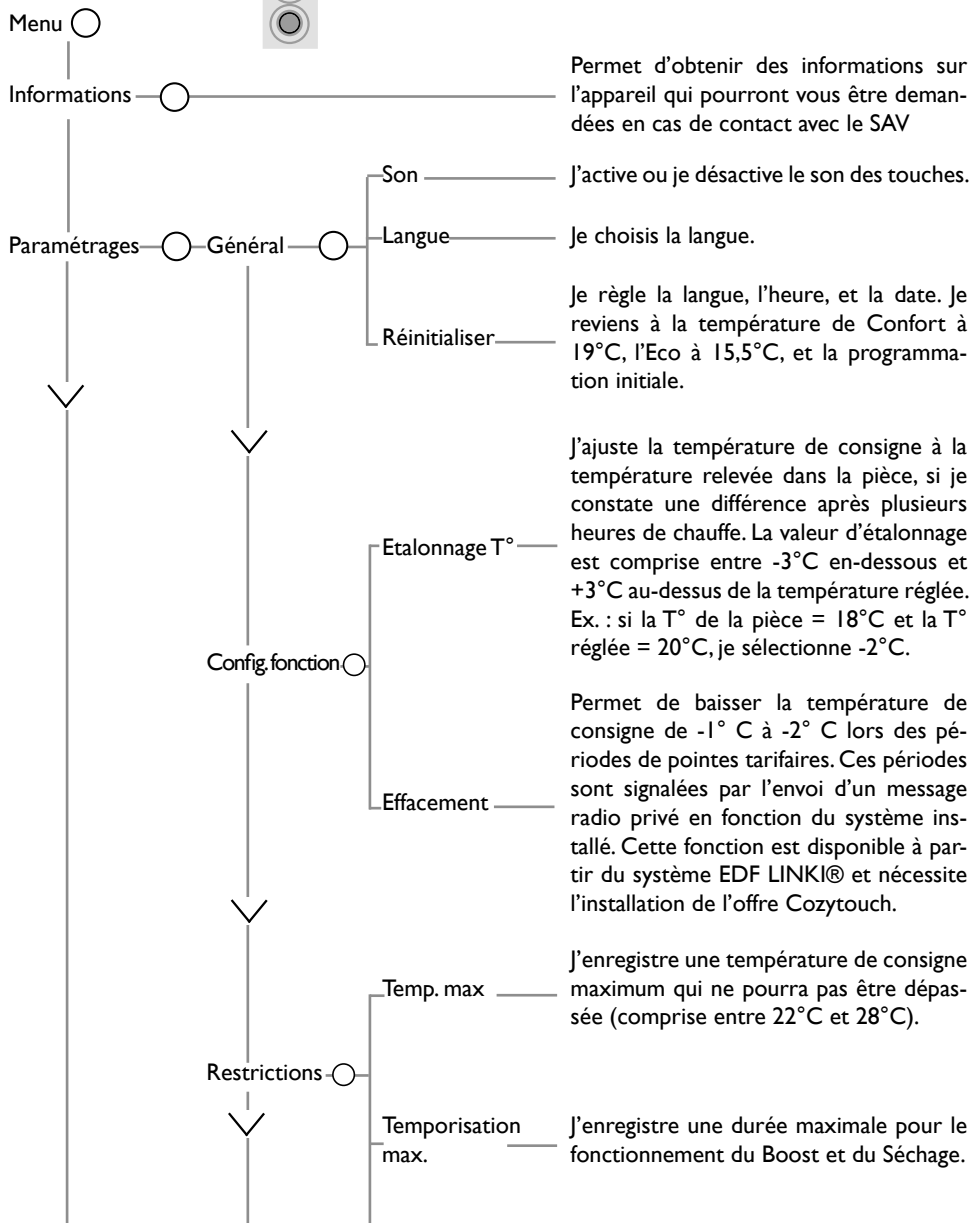 Menu
Informations
Permet d'obtenir des informations sur
l'appareil qui pourront vous être deman-
dées en cas de contact avec le SAV
Paramétrages
Général
Son
J'active ou je désactive le son des touches.
Langue
Je choisis la langue.
Réinitialiser
Je règle la langue, l'heure, et la date. Je
reviens à la température de Confort à
19°C, l'Eco à 15,5°C, et la programma-
tion initiale.
Config. fonction
Etalonnage T°
J'ajuste la température de consigne à la
température relevée dans la pièce, si je
constate une différence après plusieurs
heures de chauffe. La valeur d'étalonnage
est comprise entre -3°C en-dessous et
+3°C au-dessus de la température réglée.
Ex. : si la T° de la pièce = 18°C et la T°
réglée = 20°C, je sélectionne -2°C.
Effacement
Permet de baisser la température de
consigne de -1° C à -2° C lors des pé-
riodes de pointes tarifaires. Ces périodes
sont signalées par l'envoi d'un message
radio privé en fonction du système ins-
tallé. Cette fonction est disponible à par-
tir du système EDF LINKI® et nécessite
l'installation de l'offre Cozytouch.
Restrictions
Temp. max
J'enregistre une température de consigne
maximum qui ne pourra pas être dépas-
sée (comprise entre 22°C et 28°C).
Temporisation
max.
J'enregistre une durée maximale pour le
fonctionnement du Boost et du Séchage.